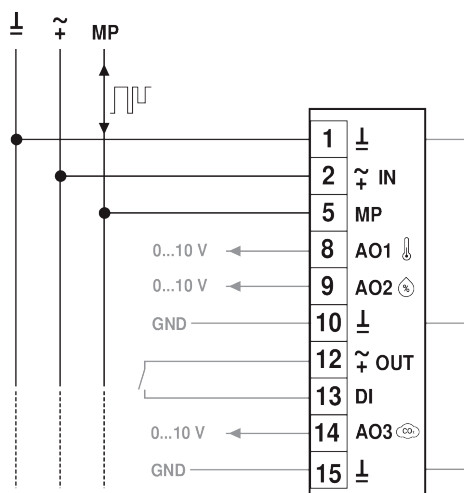 ⊥ ~+ MP
1 ⊥
2 ~+ IN
5 MP
0...10 V 8 AO1
0...10 V 9 AO2 %
GND 10 ⊥
12 ~+ OUT
13 DI
0...10 V 14 AO3 CO₂
GND 15 ⊥